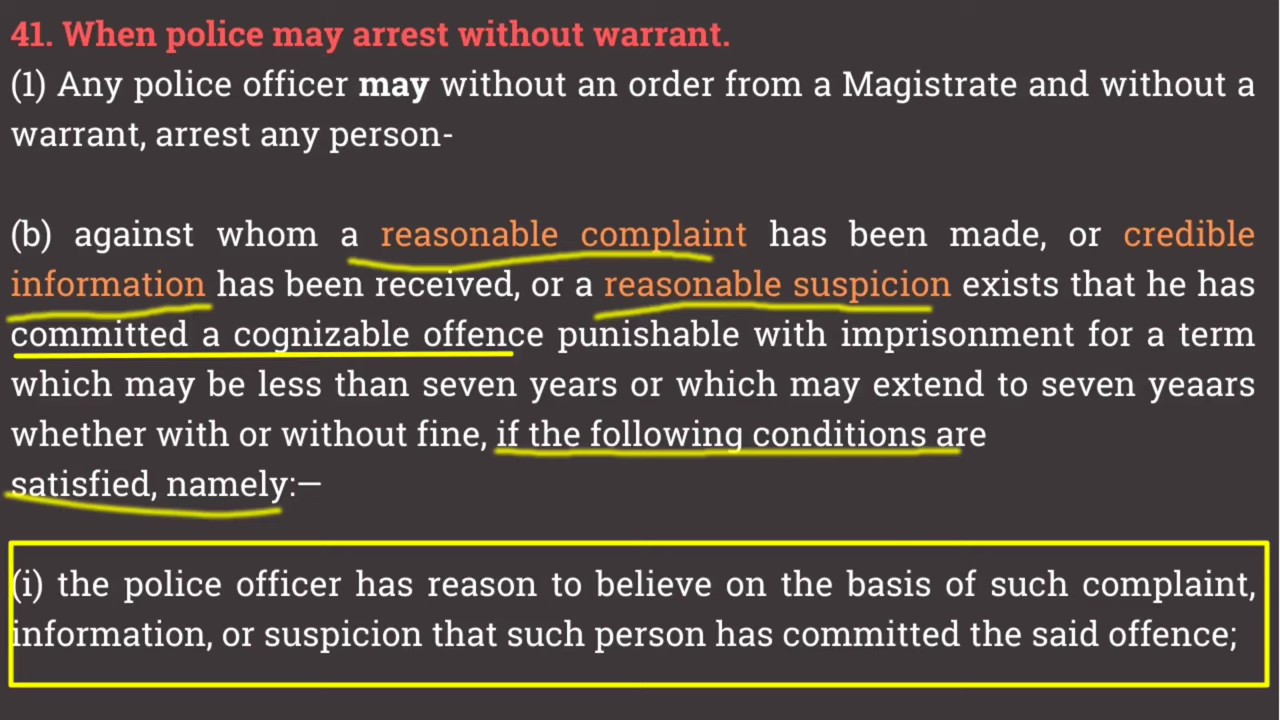 41. When police may arrest without warrant.
(1) Any police officer may without an order from a Magistrate and without a
warrant, arrest any person-
(b) against whom a reasonable complaint has been made, or credible
information has been received, or a reasonable suspicion exists that he has
committed a cognizable offence punishable with imprisonment for a term
which may be less than seven years or which may extend to seven yeaars
whether with or without fine, if the following conditions are
satisfied, namely:—
(i) the police officer has reason to believe on the basis of such complaint,
information, or suspicion that such person has committed the said offence;